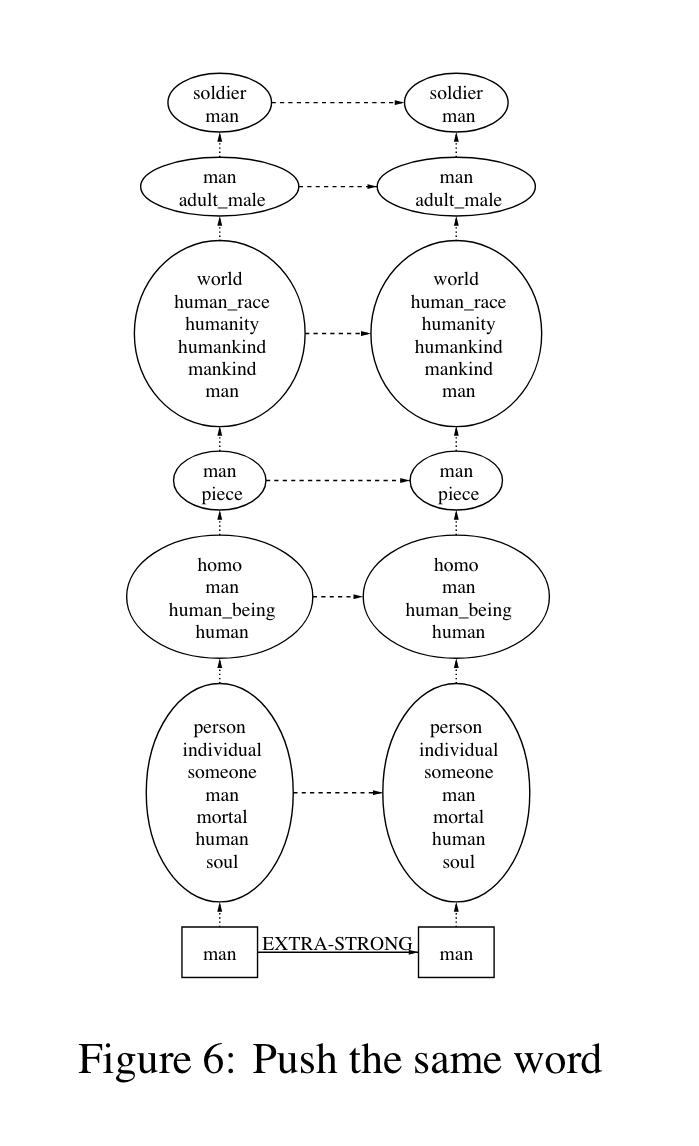 soldier
man
soldier
man
man
adult_male
man
adult_male
world
human_race
humanity
humankind
mankind
man
world
human_race
humanity
humankind
mankind
man
man
piece
man
piece
homo
man
human_being
human
homo
man
human_being
human
person
individual
someone
man
mortal
human
soul
person
individual
someone
man
mortal
human
soul
man
EXTRA-STRONG
man
Figure 6: Push the same word